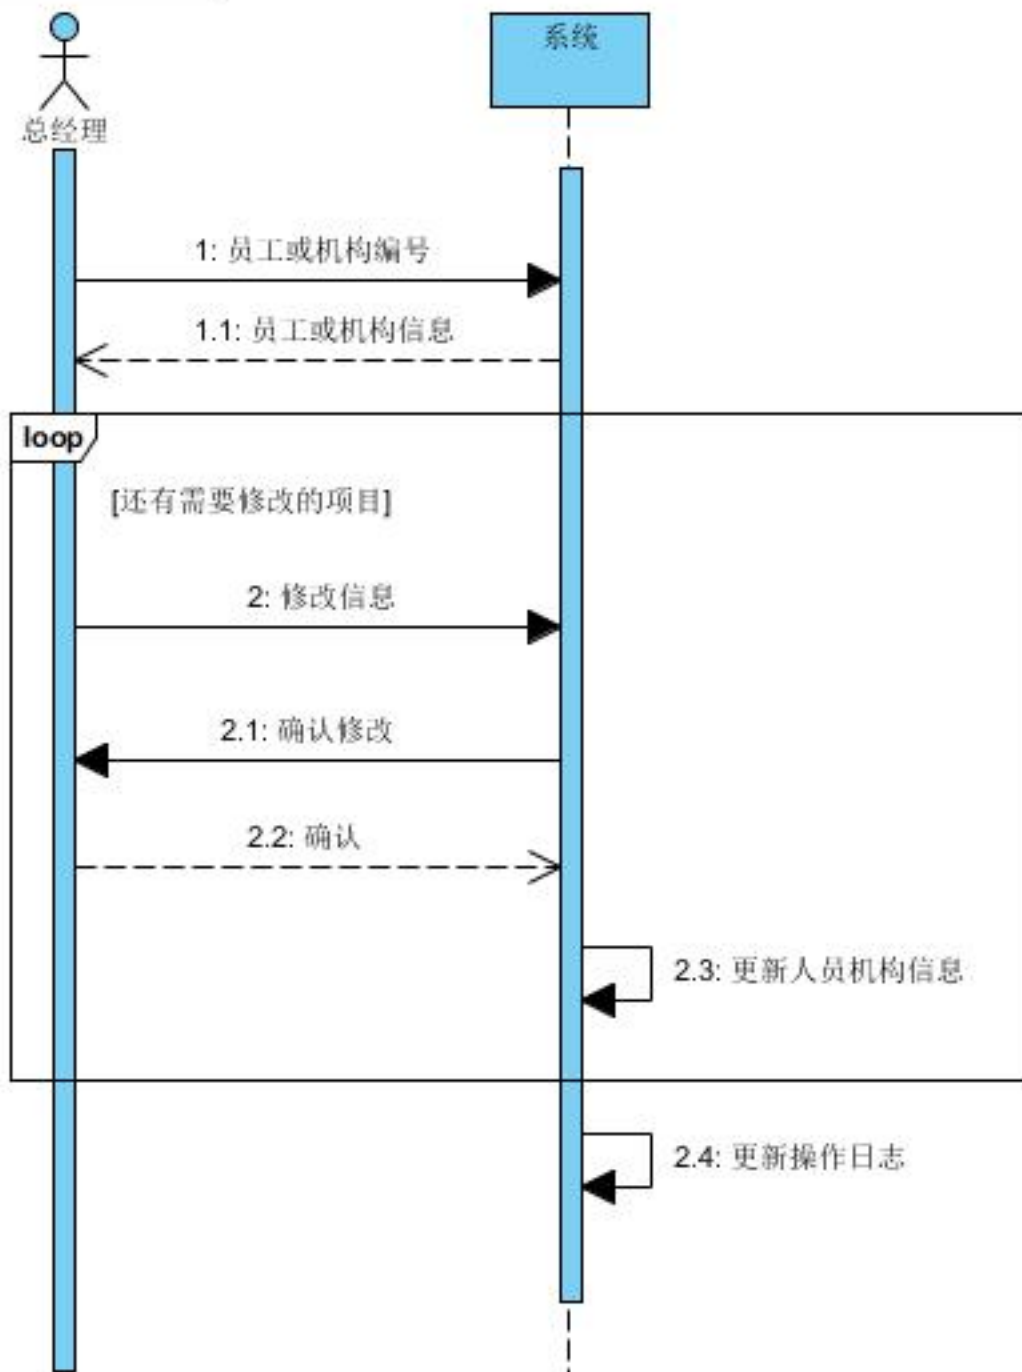 系统
总经理
1: 员工或机构编号
1.1: 员工或机构信息
loop
[还有需要修改的项目]
2: 修改信息
2.1: 确认修改
2.2: 确认
2.3: 更新人员机构信息
2.4: 更新操作日志